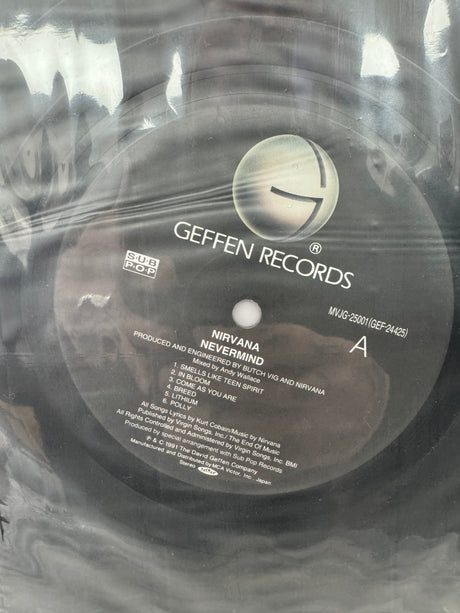 GEFFEN RECORDS
®
SUB
POP
MVJG-25001(GEF-24425)
A
NIRVANA
NEVERMIND
PRODUCED AND ENGINEERED BY BUTCH VIG AND NIRVANA
Mixed by Andy Wallace
1. SMELLS LIKE TEEN SPIRIT
2. IN BLOOM
3. COME AS YOU ARE
4. BREED
5. LITHIUM
6. POLLY
All Songs Lyrics by Kurt Cobain/Music by Nirvana
Published by Virgin Songs, Inc./ The End Of Music
All Rights Controlled and Administered by Virgin Songs, Inc. BMI
Produced by special arrangement with Sub Pop Records
℗ & © 1991 The David Geffen Company
Manufactured and Distributed by MCA Victor, Inc., Japan
Stereo